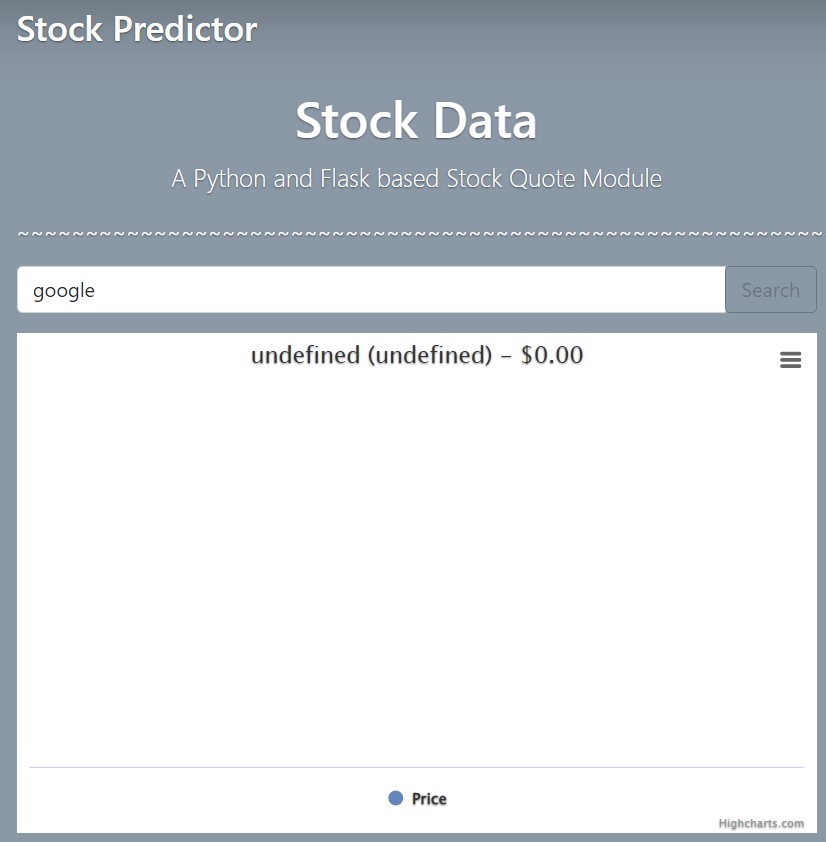 Stock Predictor
Stock Data
A Python and Flask based Stock Quote Module
~~~~~~~~~~~~~~~~~~~~~~~~~~~~~~~~~~~~~~~~~~~~~~~~~~~~~~~~~~~
google
Search
undefined (undefined) – $0.00
Price
Highcharts.com